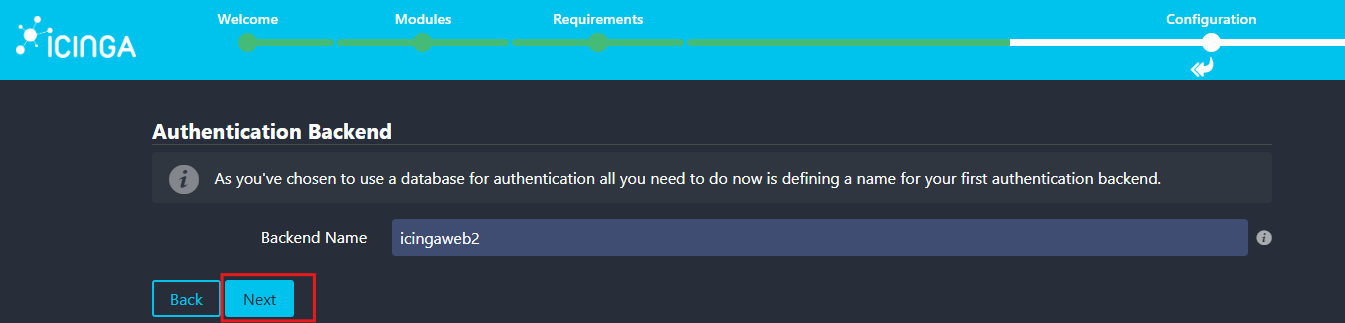 Welcome Modules Requirements Configuration
ICINGA
Authentication Backend
As you've chosen to use a database for authentication all you need to do now is defining a name for your first authentication backend.
Backend Name icingaweb2
Back Next